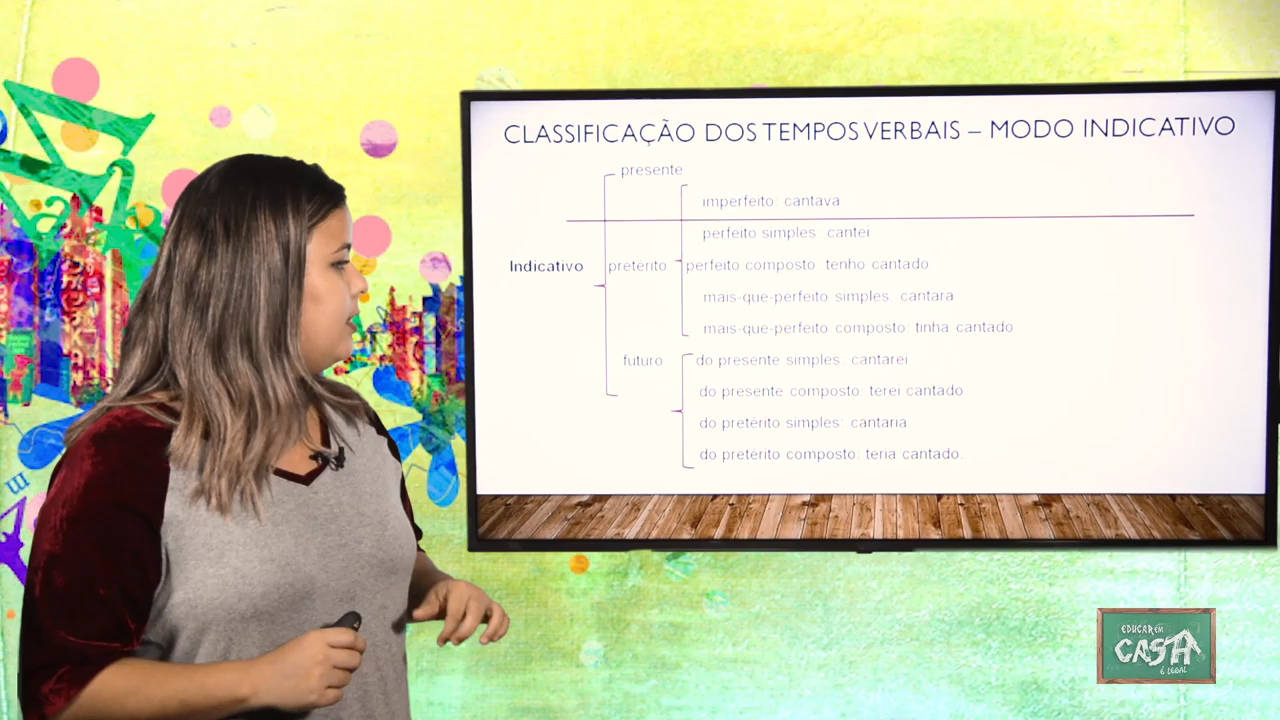 CLASSIFICAÇÃO DOS TEMPOS VERBAIS – MODO INDICATIVO
presente
imperfeito: cantava
perfeito simples: cantei
Indicativo
pretérito
perfeito composto: tenho cantado
mais-que-perfeito simples: cantara
mais-que-perfeito composto: tinha cantado
futuro
do presente simples: cantarei
do presente composto: terei cantado
do pretérito simples: cantaria
do pretérito composto: teria cantado.
EDUCAR EM
CASA
É LEGAL